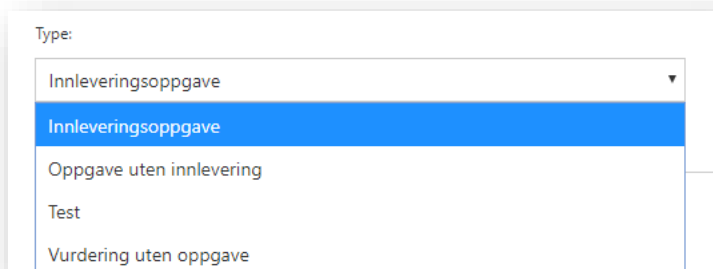 Type:
Innleveringsoppgave
Innleveringsoppgave
Oppgave uten innlevering
Test
Vurdering uten oppgave